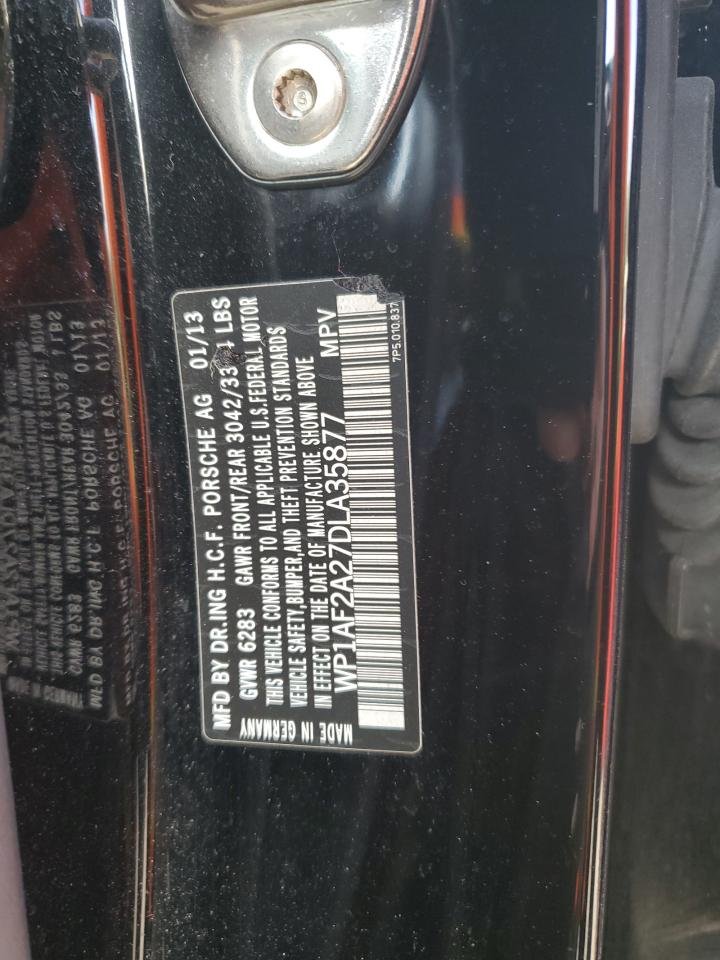 MFD BY DR.ING H.C.F. PORSCHE AG 01/13
GVWR 6283 GAWR FRONT/REAR 3042/33 4 LBS
THIS VEHICLE CONFORMS TO ALL APPLICABLE U.S.FEDERAL MOTOR
VEHICLE SAFETY,BUMPER,AND THEFT PREVENTION STANDARDS
IN EFFECT ON THE DATE OF MANUFACTURE SHOWN ABOVE
WP1AF2A27DLA35877 MPV
MADE IN GERMANY
7P5.010.837